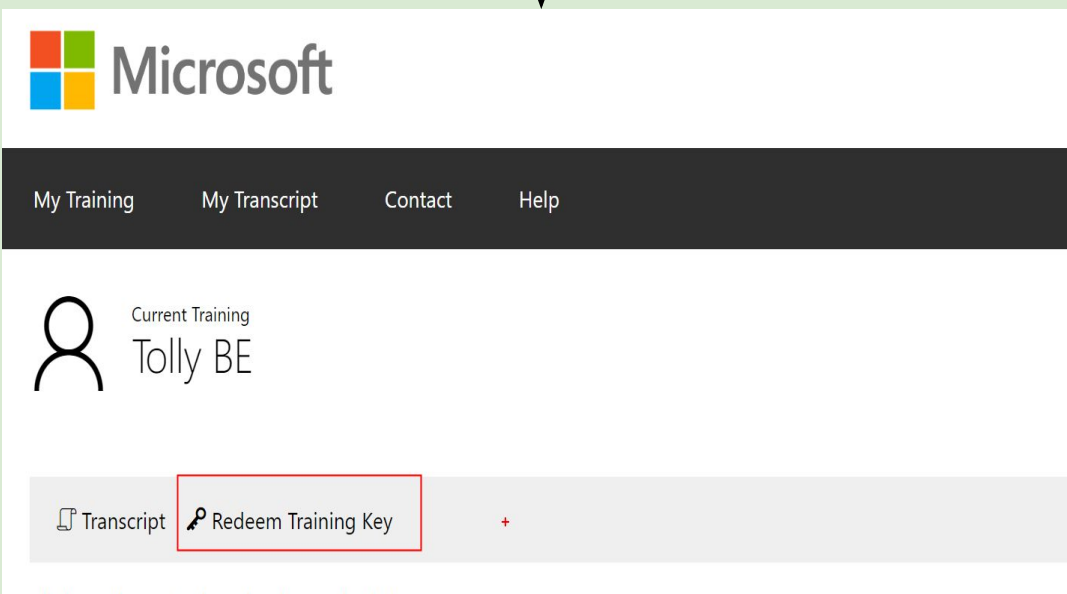 Microsoft
My Training My Transcript Contact Help
Current Training
Tolly BE
Transcript Redeem Training Key +